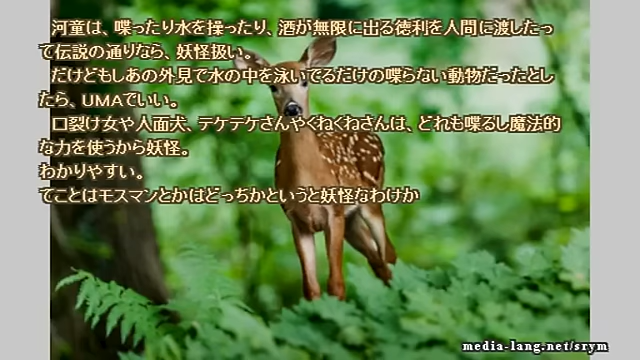 河童は、喋ったり水を操ったり、酒が無限に出る徳利を人間に渡したっ
て伝説の通りなら、妖怪扱い。
だけどもしあの外見で水の中を泳いでるだけの喋らない動物だったとし
たら、UMAでいい。
口裂け女や人面犬、テケテケさんやくねくねさんは、どれも喋るし魔法的
な力を使うから妖怪。
わかりやすい。
てことはモスマンとかはどっちかというと妖怪なわけか
media-lang.net/srym